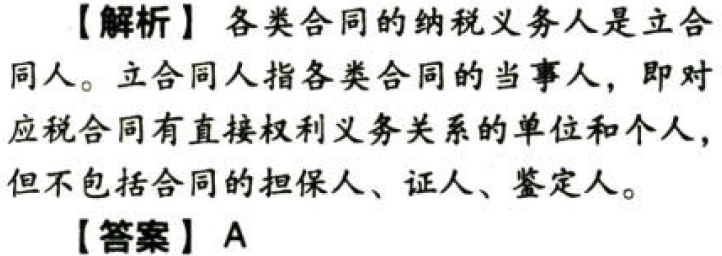 【解析】 各类合同的纳税义务人是立合
同人。立合同人指各类合同的当事人，即对
应税合同有直接权利义务关系的单位和个人，
但不包括合同的担保人、证人、鉴定人。
【答案】 A